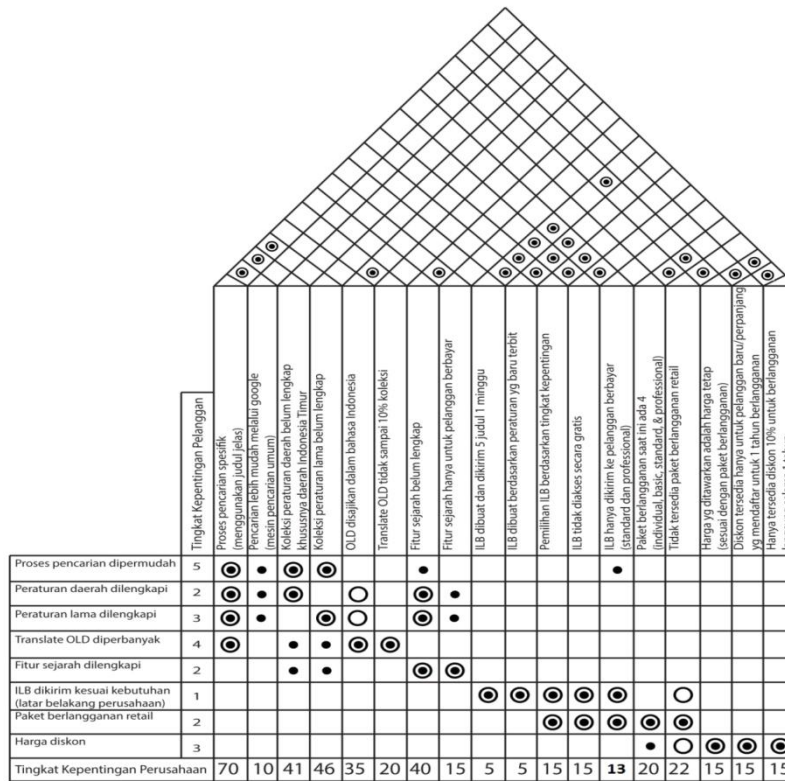 Tingkat Kepentingan Pelanggan
Proses pencarian spesifik
(menggunakan judul jelas)
Pencarian lebih mudah melalui google
(mesin pencarian umum)
Koleksi peraturan daerah belum lengkap
khususnya daerah Indonesia Timur
Koleksi peraturan lama belum lengkap
OLD disajikan dalam bahasa Indonesia
Translate OLD tidak sampai 10% koleksi
Fitur sejarah belum lengkap
Fitur sejarah hanya untuk pelanggan berbayar
ILB dibuat dan dikirim 5 judul 1 minggu
ILB dibuat berdasarkan peraturan yg baru terbit
Pemilihan ILB berdasarkan tingkat kepentingan
ILB tidak diakses secara gratis
ILB hanya dikirim ke pelanggan berbayar
(standard dan professional)
Paket berlangganan saat ini ada 4
(individual, basic, standard, & professional)
Tidak tersedia paket berlangganan retail
Harga yg ditawarkan adalah harga tetap
(sesuai dengan paket berlangganan)
Diskon tersedia hanya untuk pelanggan baru/perpanjang
yg mendaftar untuk 1 tahun berlangganan
Hanya tersedia diskon 10% untuk berlangganan
Proses pencarian dipermudah 5
Peraturan daerah dilengkapi 2
Peraturan lama dilengkapi 3
Translate OLD diperbanyak 4
Fitur sejarah dilengkapi 2
ILB dikirim kesuai kebutuhan
(latar belakang perusahaan) 1
Paket berlangganan retail 2
Harga diskon 3
Tingkat Kepentingan Perusahaan 70 10 41 46 35 20 40 15 5 5 15 15 13 20 22 15 15 15